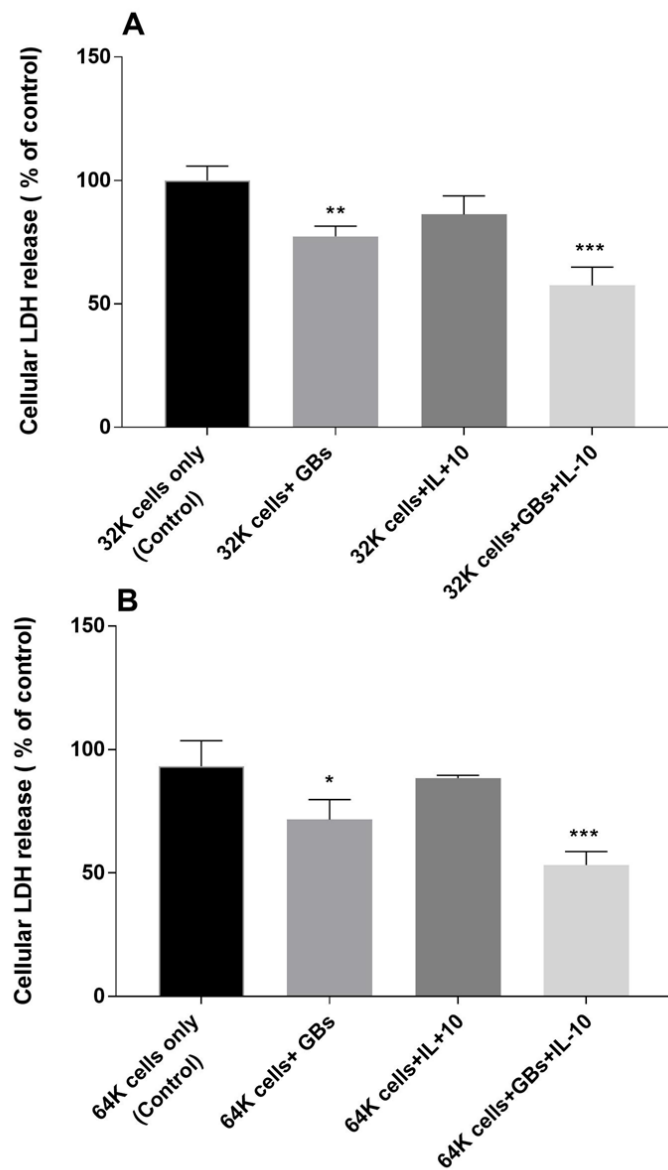 A
Cellular LDH release ( % of control)
150
100
50
0
**
***
32K cells only
(Control)
32K cells+ GBs
32K cells+IL+10
32K cells+GBs+IL-10
B
Cellular LDH release ( % of control)
150
100
50
0
*
***
64K cells only
(Control)
64K cells+ GBs
64K cells+IL+10
64K cells+GBs+IL-10